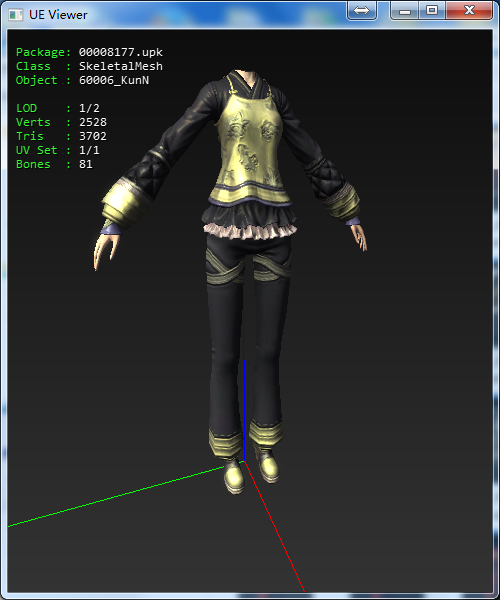 UE Viewer
Package: 00008177.upk
Class : SkeletalMesh
Object : 60006_KunN
LOD : 1/2
Verts : 2528
Tris : 3702
UV Set : 1/1
Bones : 81